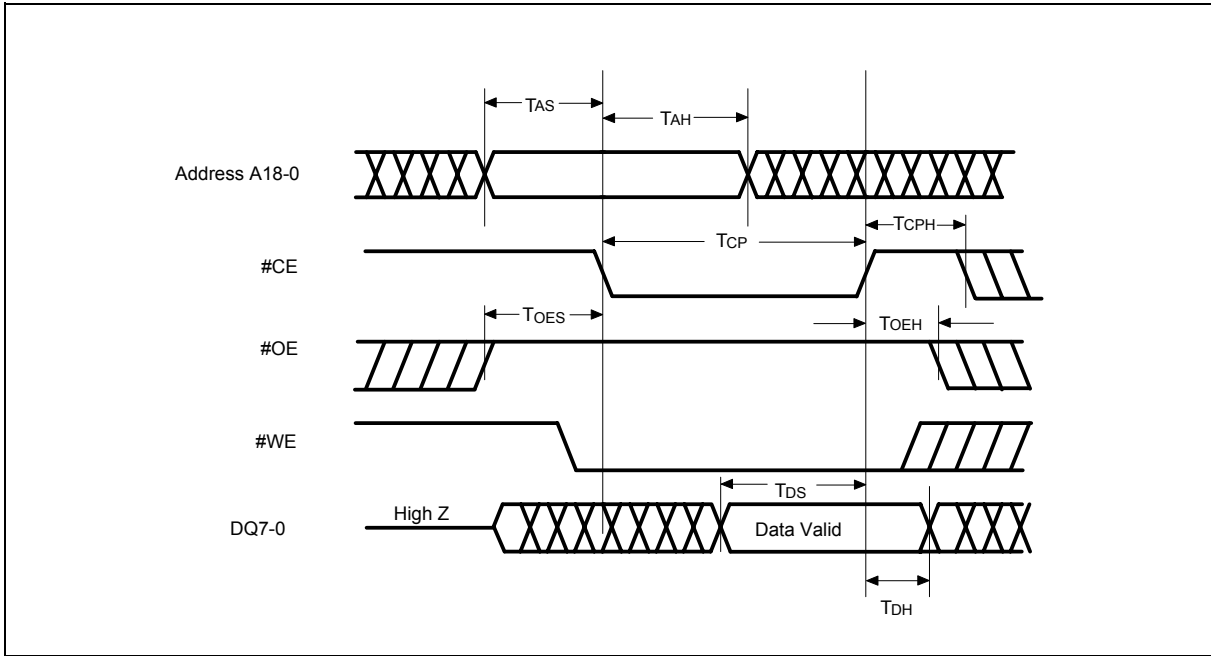 TAS
TAH
Address A18-0
TCPH
TCP
#CE
TOES
TOEH
#OE
#WE
TDS
High Z
DQ7-0
Data Valid
TDH